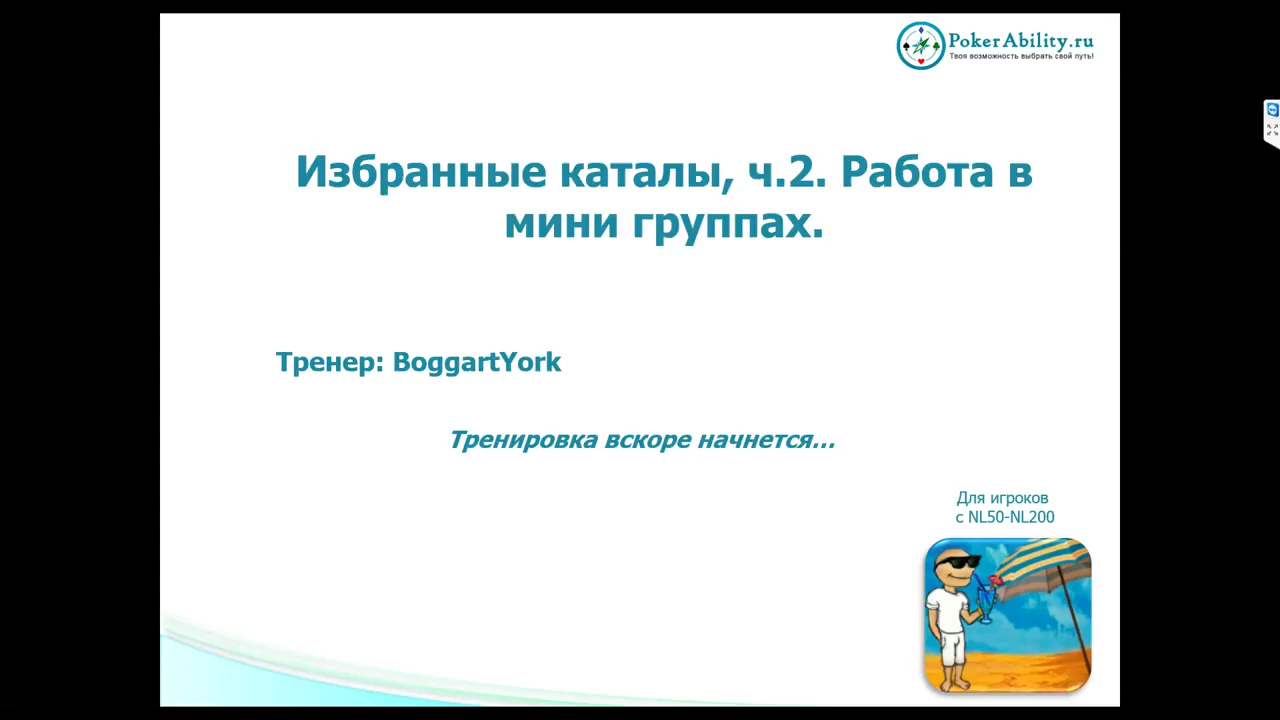 PokerAbility.ru
Твоя возможность выбрать свой путь!
Избранные каталы, ч.2. Работа в
мини группах.
Тренер: BoggartYork
Тренировка вскоре начнется...
Для игроков
с NL50-NL200